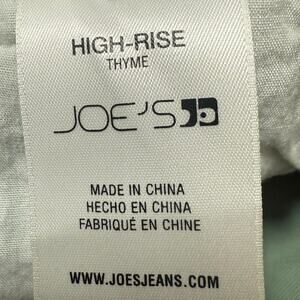 HIGH-RISE
THYME
JOE'S
MADE IN CHINA
HECHO EN CHINA
FABRIQUÉ EN CHINE
WWW.JOESJEANS.COM